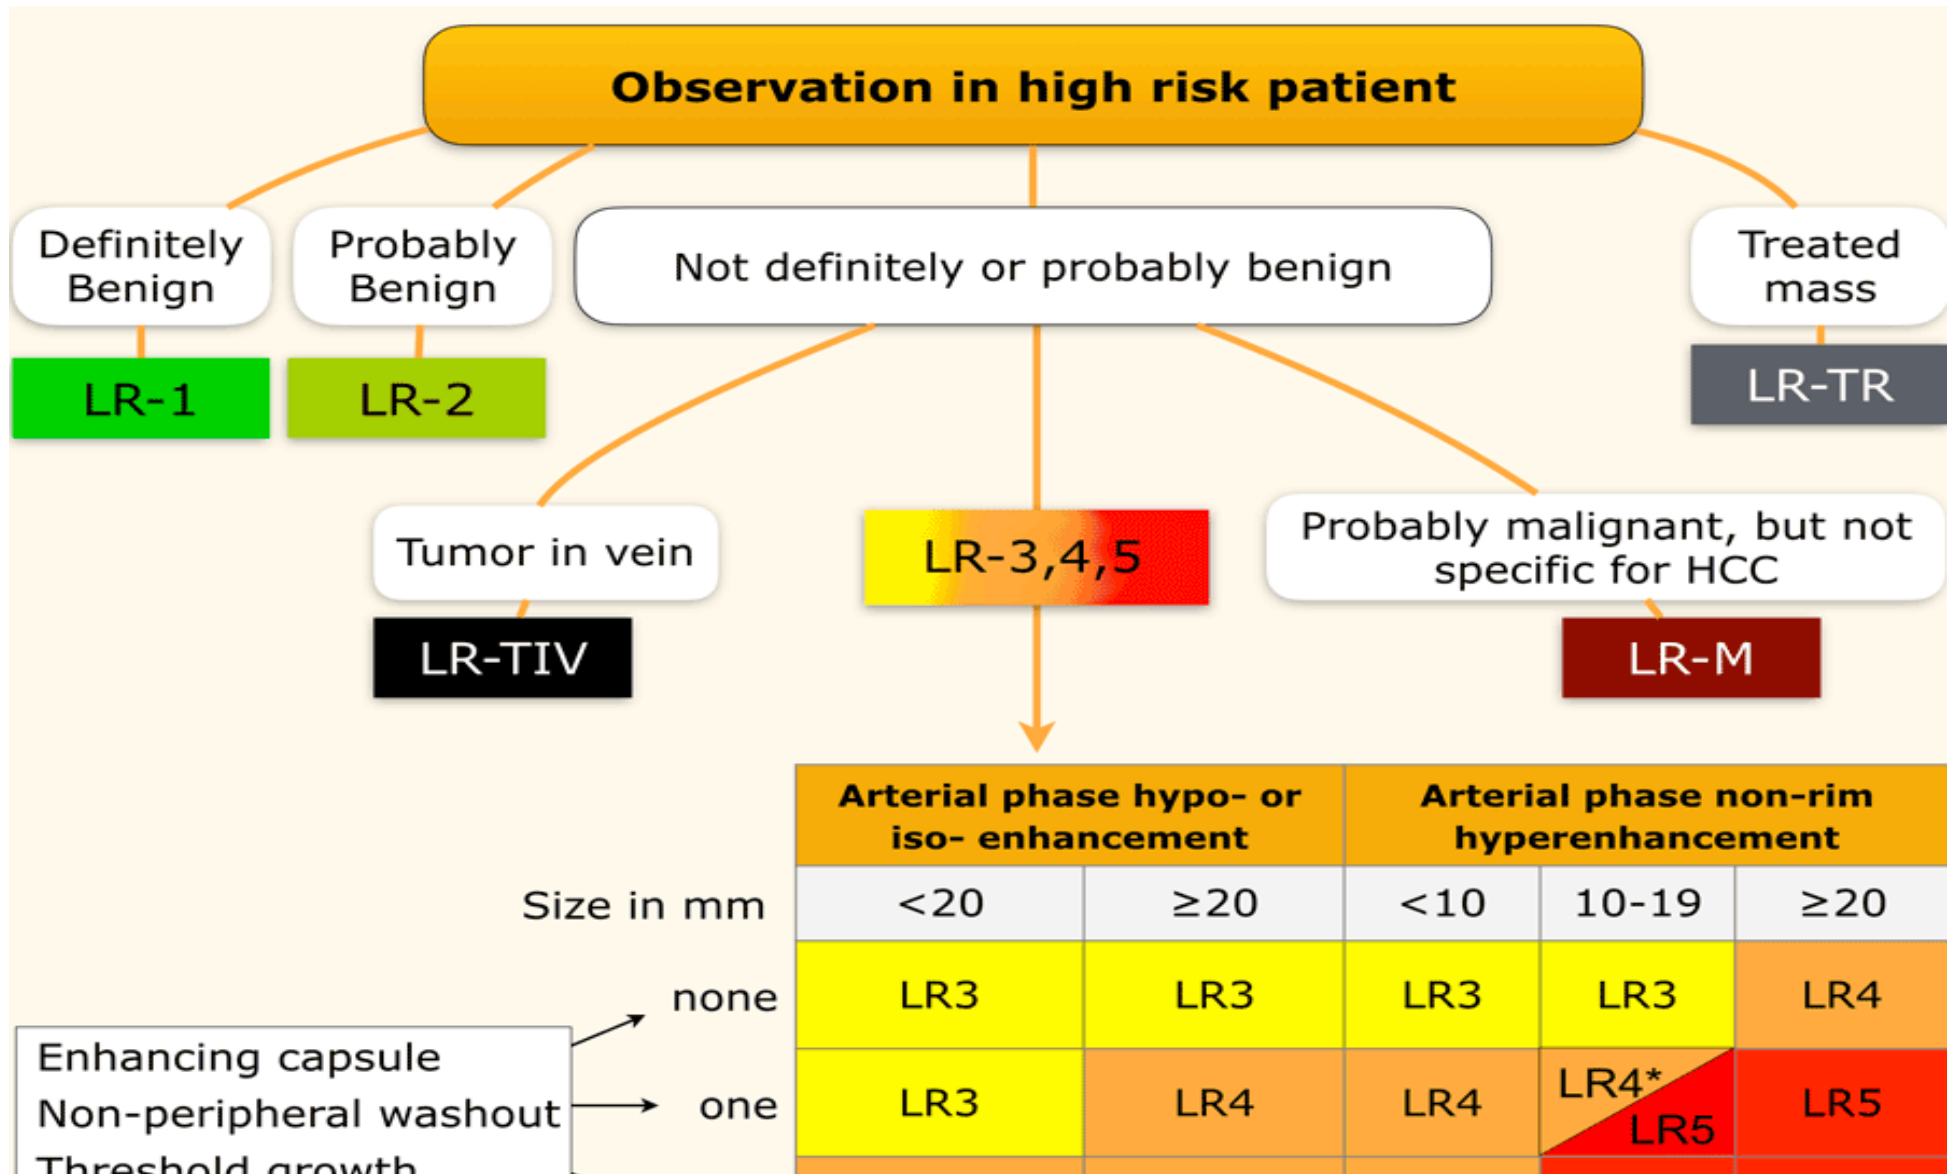 Observation in high risk patient
Definitely
Benign
Probably
Benign
Not definitely or probably benign
Treated
mass
LR-1
LR-2
LR-TR
Tumor in vein
LR-3,4,5
Probably malignant, but not
specific for HCC
LR-TIV
LR-M
Arterial phase hypo- or
iso- enhancement
Arterial phase non-rim
hyperenhancement
Size in mm
<20
≥20
<10
10-19
≥20
none
LR3
LR3
LR3
LR3
LR4
Enhancing capsule
Non-peripheral washout
Threshold growth
one
LR3
LR4
LR4
LR4*
LR5
LR5